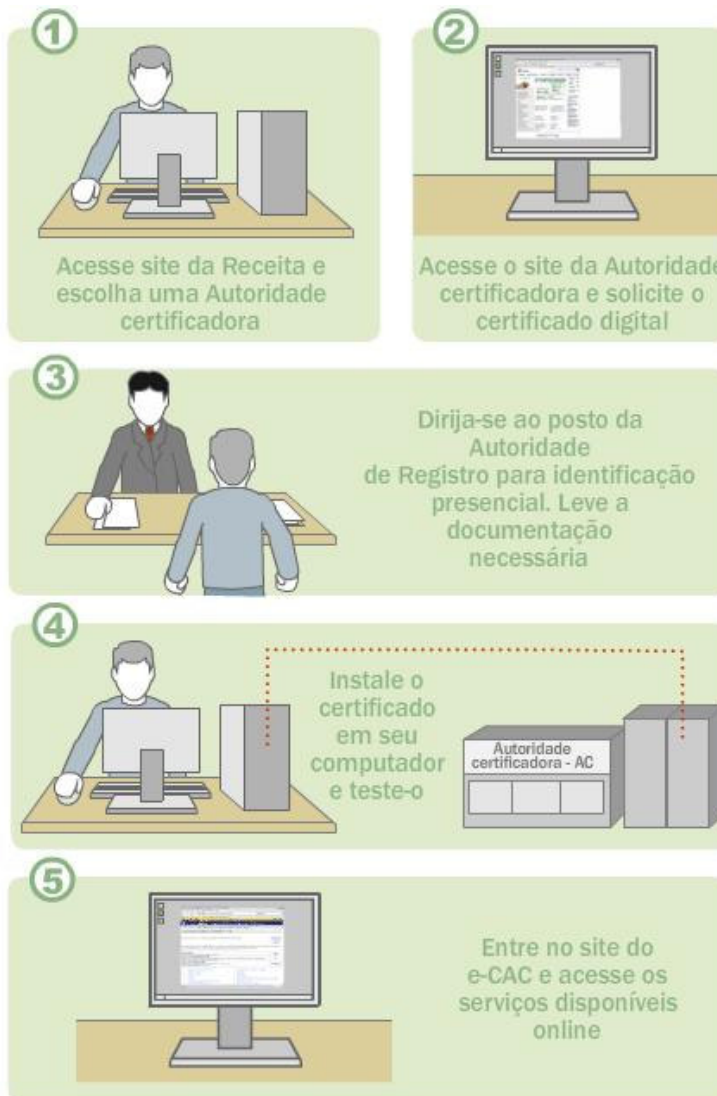 1
Acesse site da Receita e
escolha uma Autoridade
certificadora
2
Acesse o site da Autoridade
certificadora e solicite o
certificado digital
3
Dirija-se ao posto da
Autoridade
de Registro para identificação
presencial. Leve a
documentação
necessária
4
Instale o
certificado
em seu
computador
e teste-o
Autoridade
certificadora - AC
5
Entre no site do
e-CAC e acesse os
serviços disponíveis
online